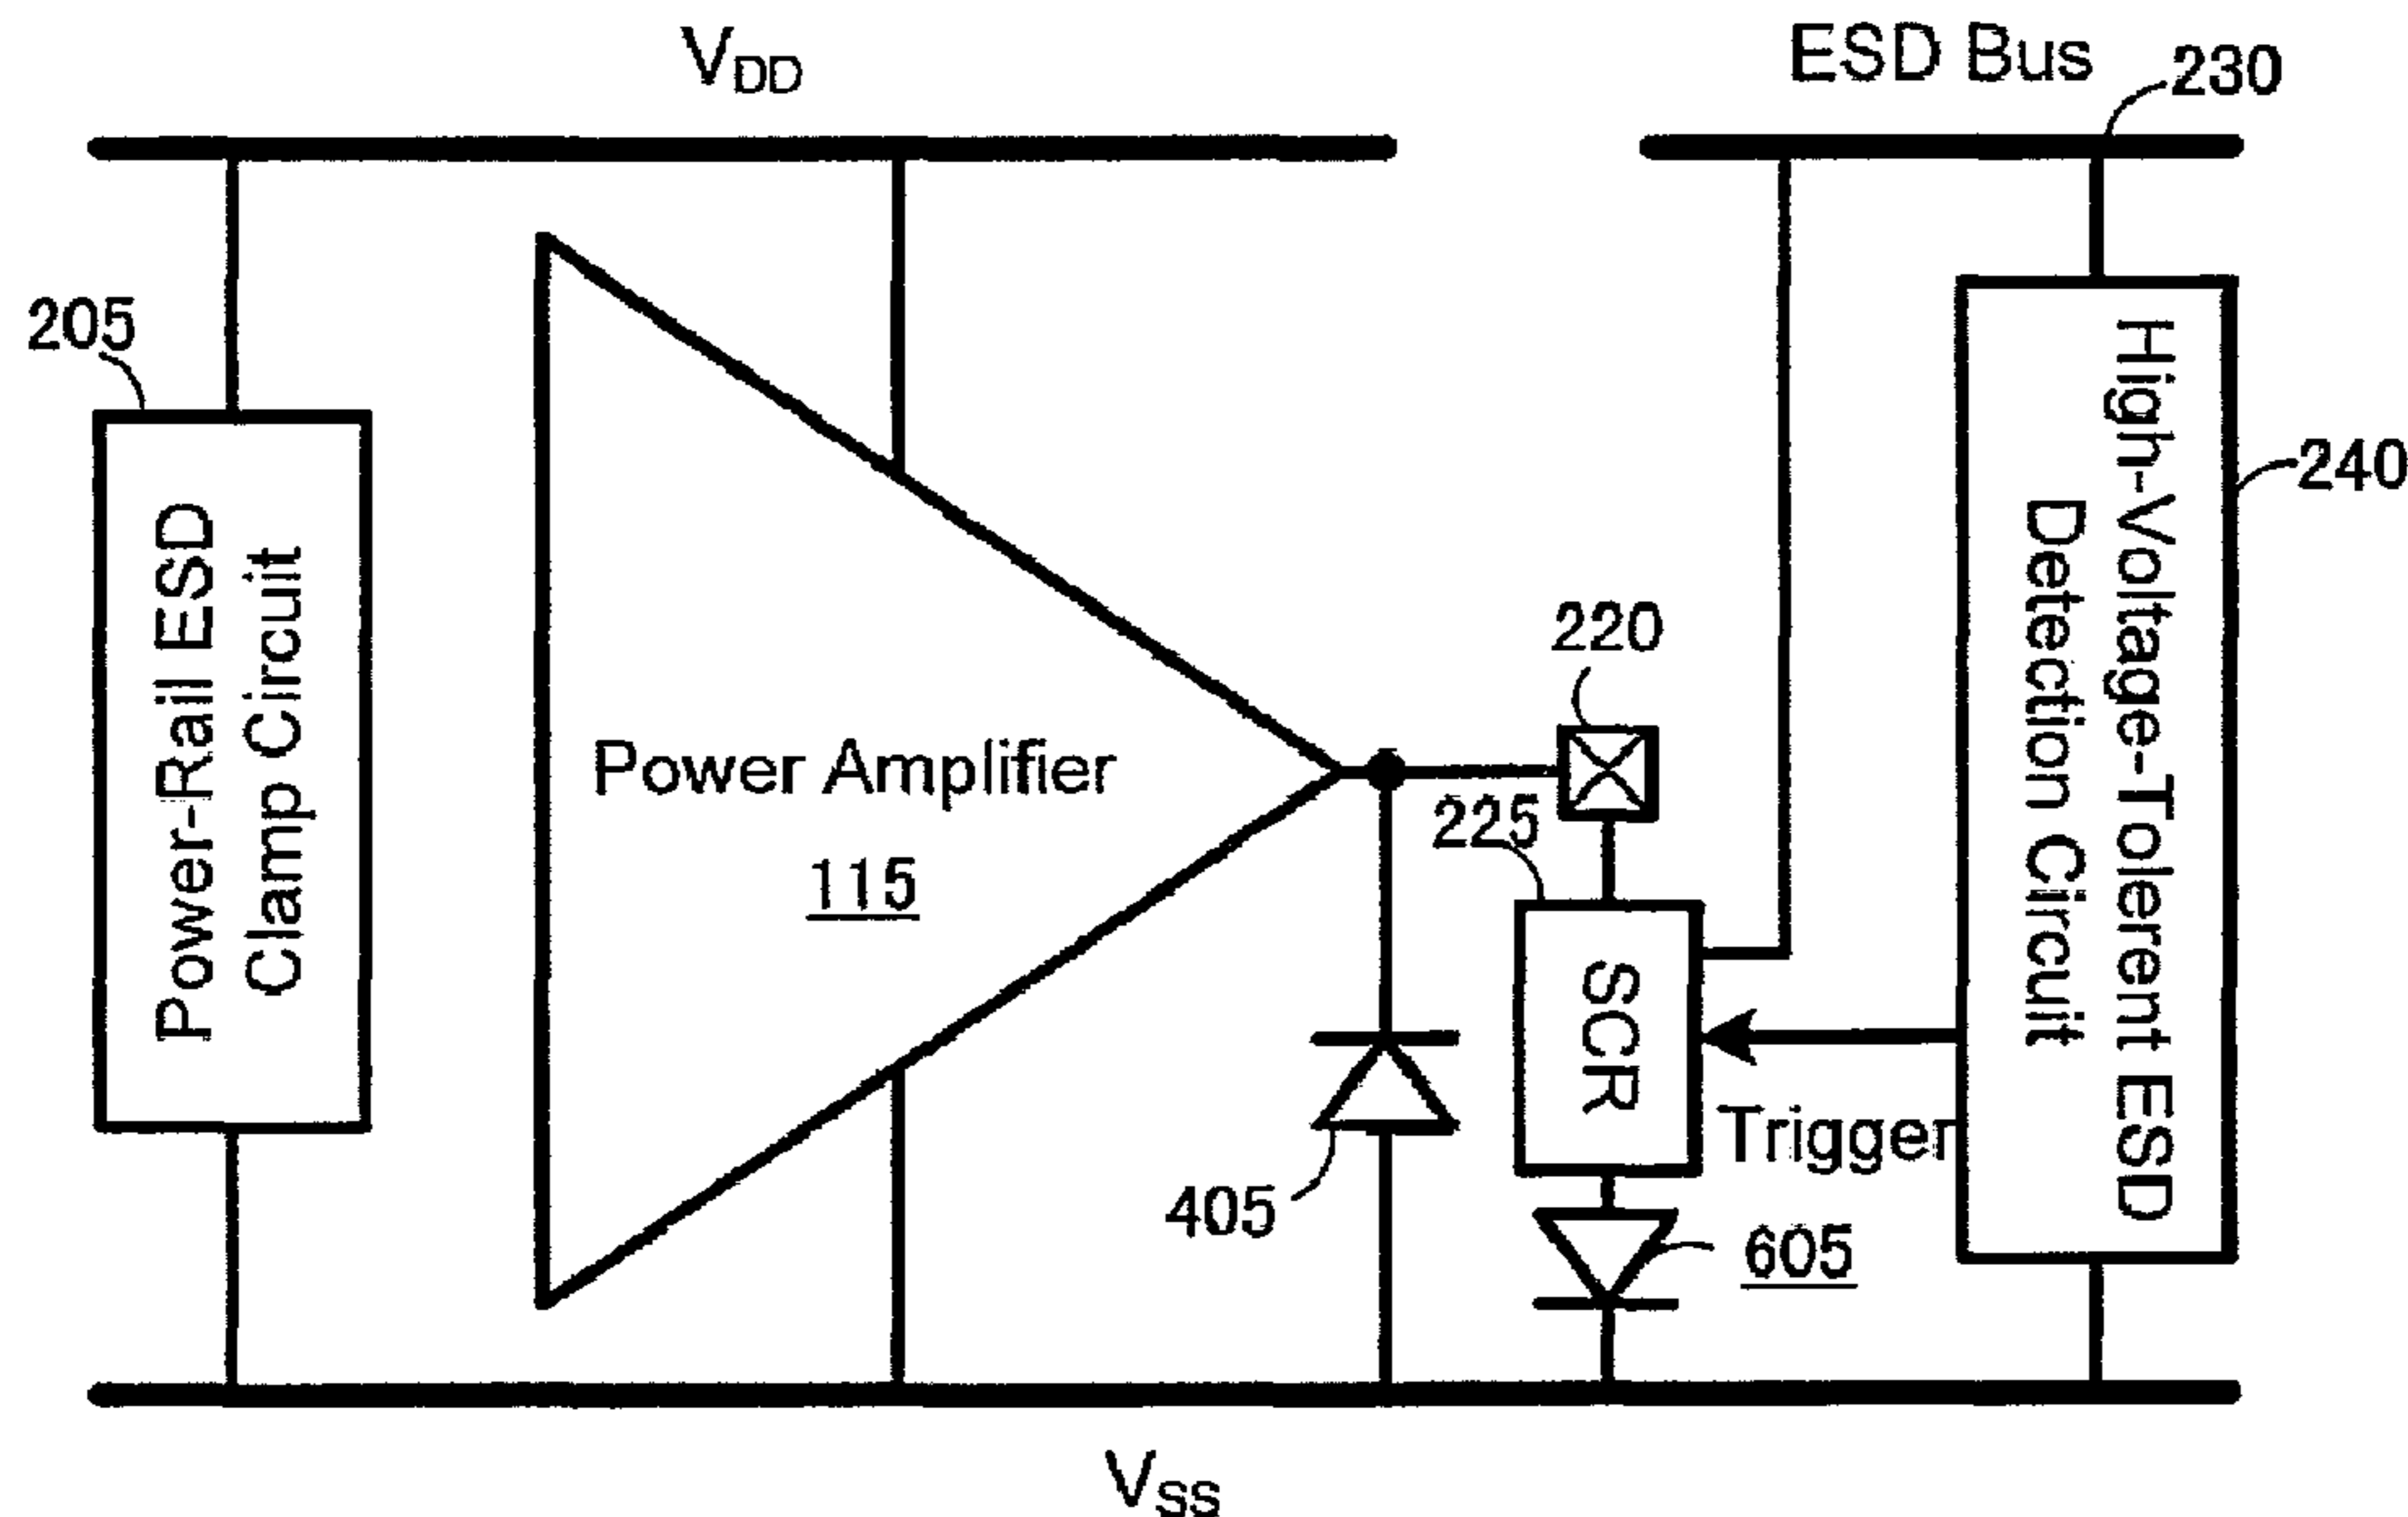 VDD
ESD Bus
230
205
Power-Rail ESD
Clamp Circuit
Power Amplifier
115
220
225
SCR
Trigger
High-Voltage-Tolerent ESD
Detection Circuit
240
405
605
VSS